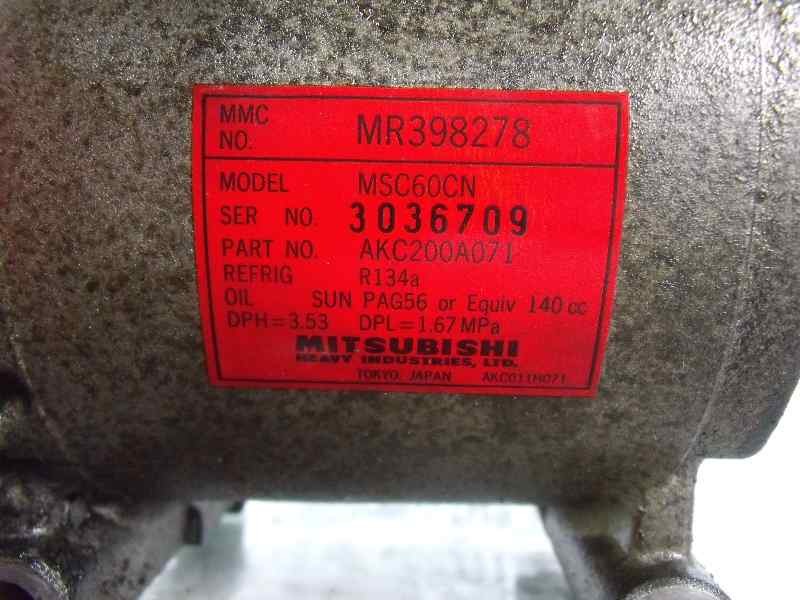 MMC
NO. MR398278
MODEL MSC60CN
SER NO. 3036709
PART NO. AKC200A071
REFRIG R134a
OIL SUN PAG56 or Equiv 140 cc
DPH=3.53 DPL=1.67 MPa
MITSUBISHI
HEAVY INDUSTRIES, LTD.
TOKYO, JAPAN AKC011H071